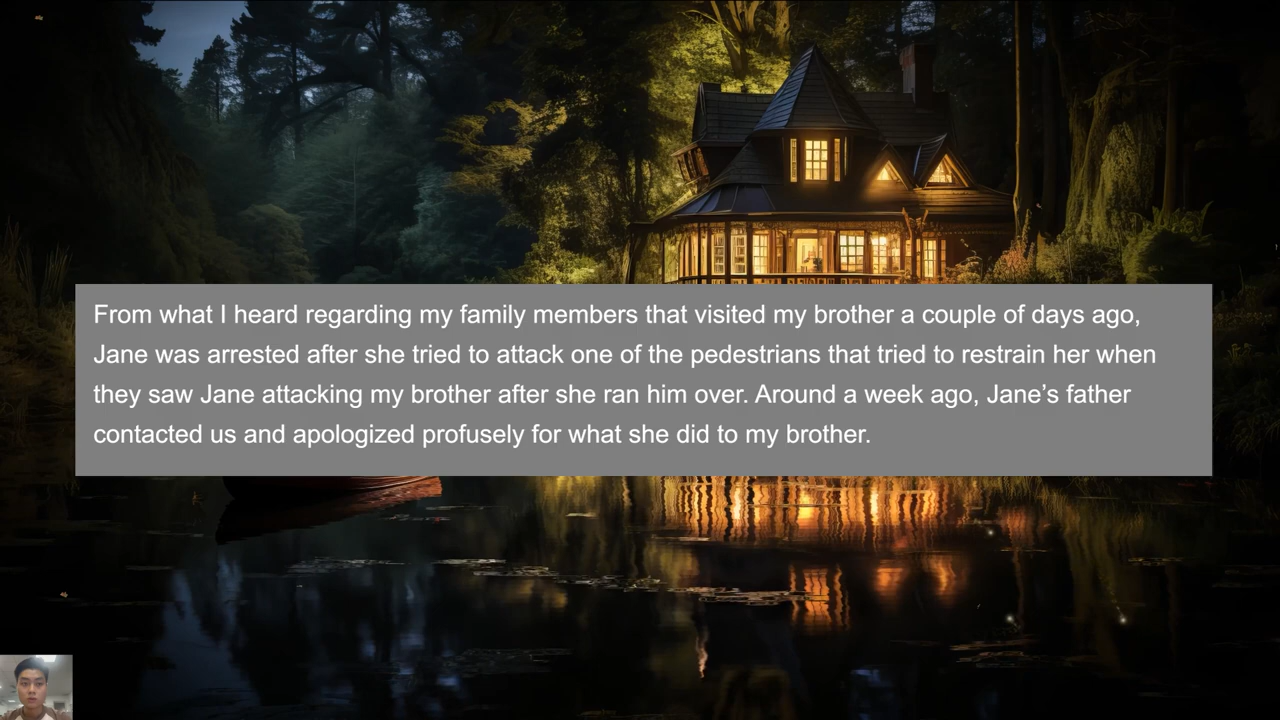 From what I heard regarding my family members that visited my brother a couple of days ago,
Jane was arrested after she tried to attack one of the pedestrians that tried to restrain her when
they saw Jane attacking my brother after she ran him over. Around a week ago, Jane’s father
contacted us and apologized profusely for what she did to my brother.